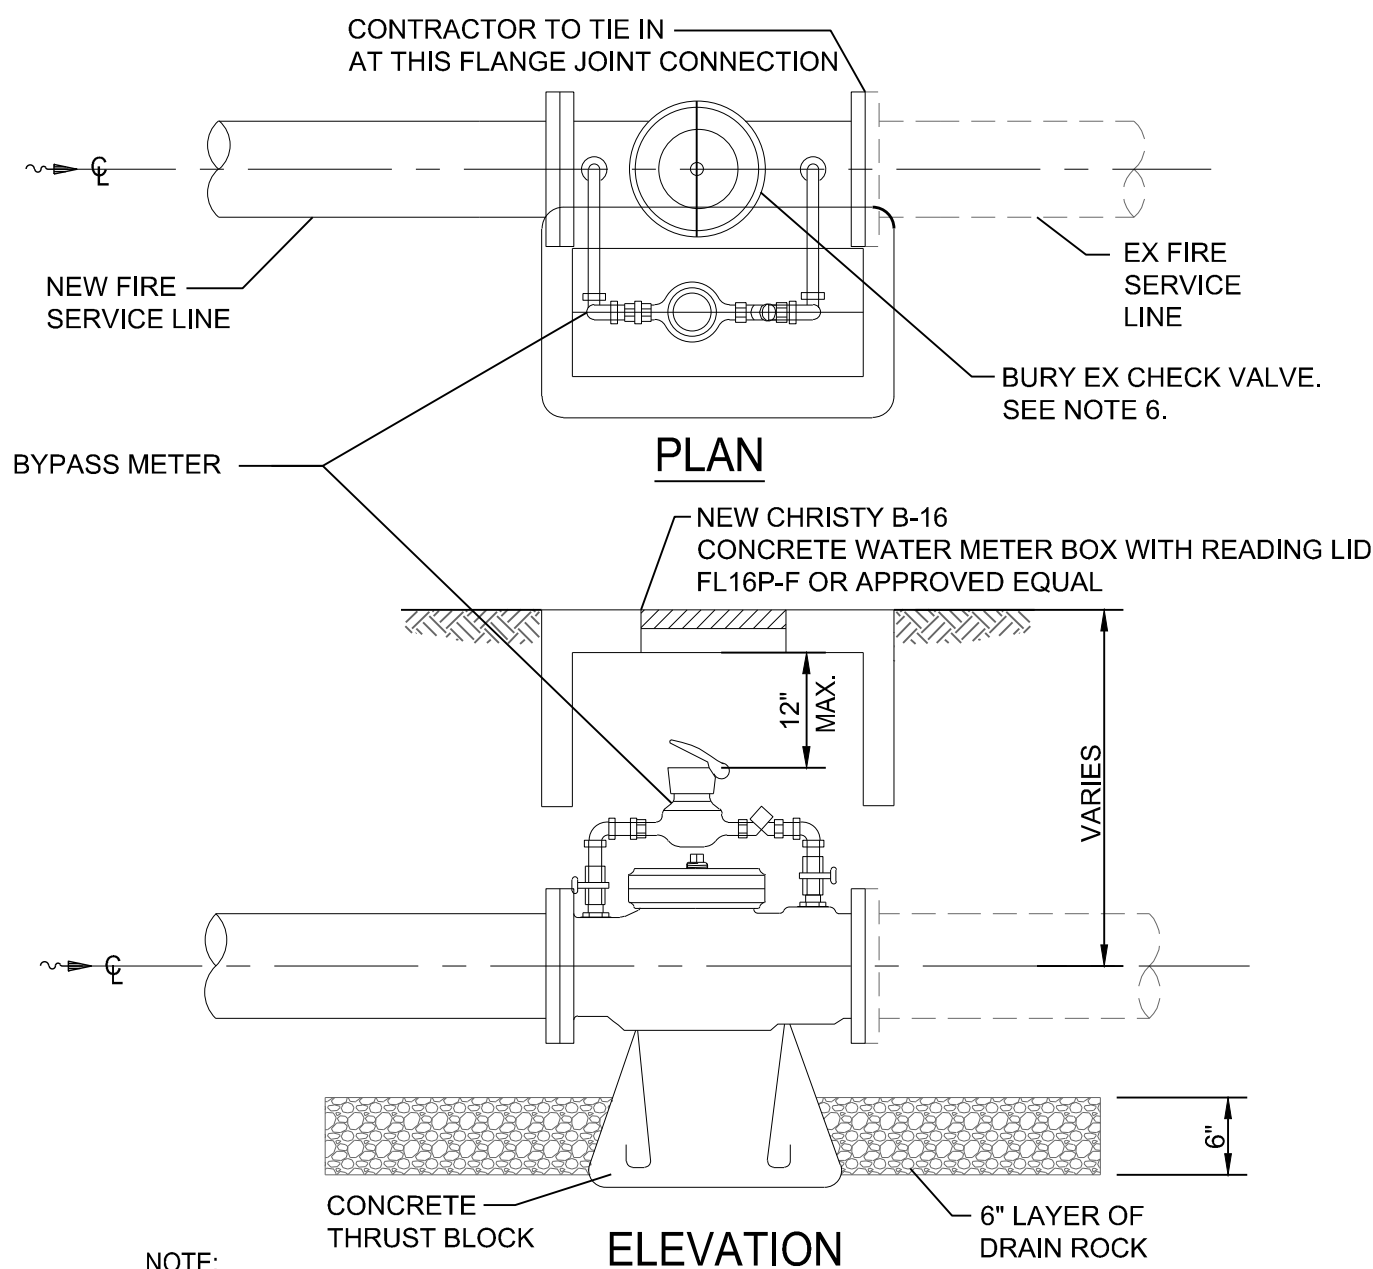 CONTRACTOR TO TIE IN
AT THIS FLANGE JOINT CONNECTION
℄
NEW FIRE
SERVICE LINE
EX FIRE
SERVICE
LINE
BURY EX CHECK VALVE.
SEE NOTE 6.
BYPASS METER
PLAN
NEW CHRISTY B-16
CONCRETE WATER METER BOX WITH READING LID
FL16P-F OR APPROVED EQUAL
12"
MAX.
VARIES
℄
6"
CONCRETE
THRUST BLOCK
6" LAYER OF
DRAIN ROCK
ELEVATION
NOTE: